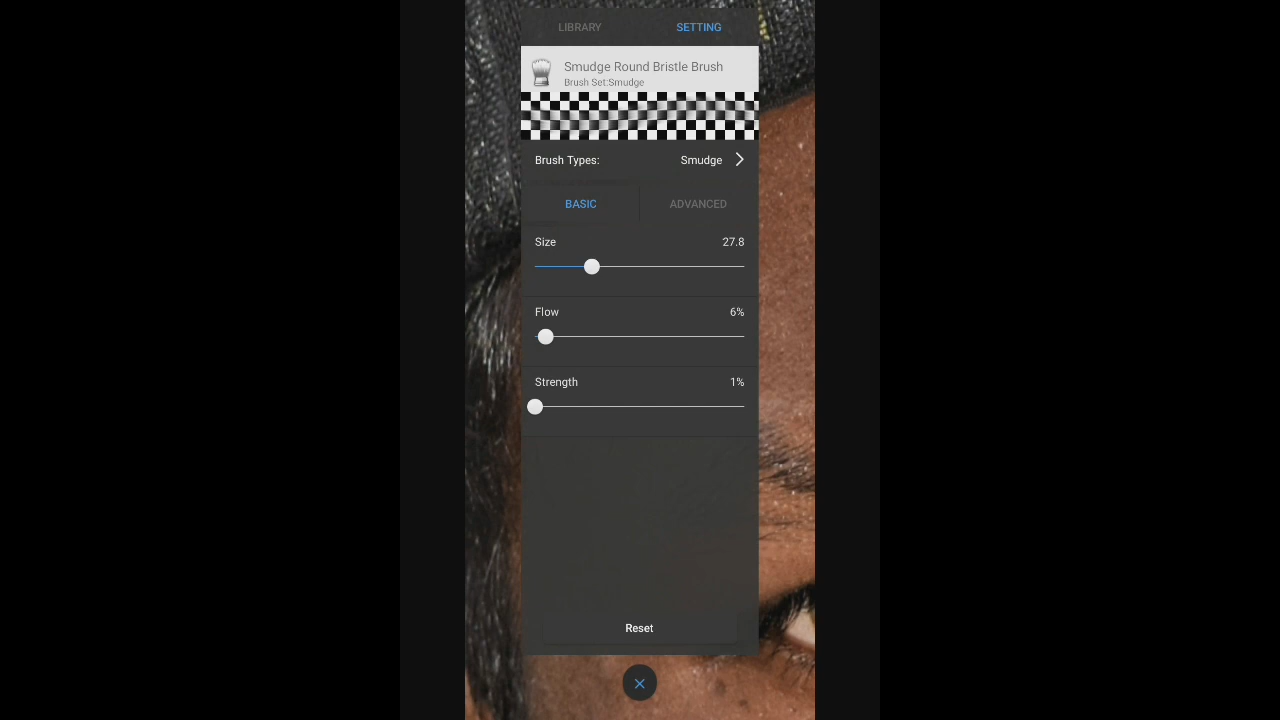 LIBRARY SETTING
Smudge Round Bristle Brush
Brush Set:Smudge
Brush Types: Smudge
BASIC ADVANCED
Size 27.8
Flow 6%
Strength 1%
Reset